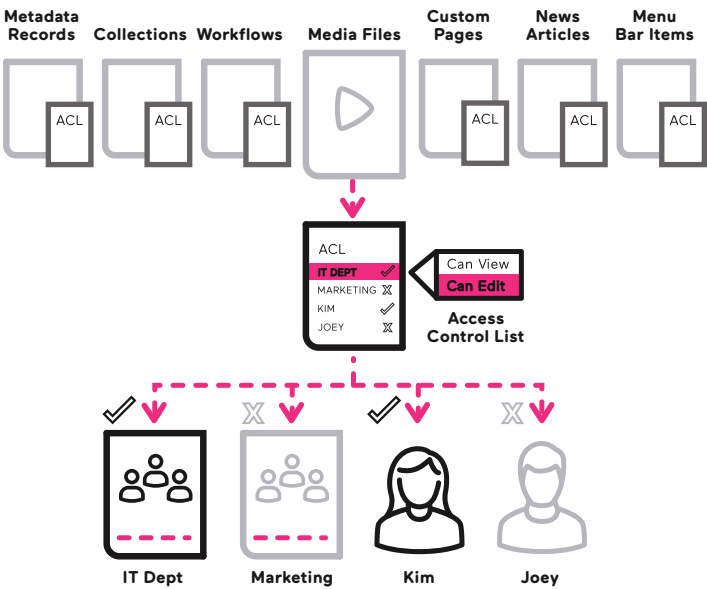 Metadata
Records
Collections
Workflows
Media Files
Custom
Pages
News
Articles
Menu
Bar Items
ACL
ACL
ACL
ACL
ACL
ACL
ACL
IT DEPT
MARKETING X
KIM
JOEY X
Can View
Can Edit
Access
Control List
X
X
IT Dept
Marketing
Kim
Joey